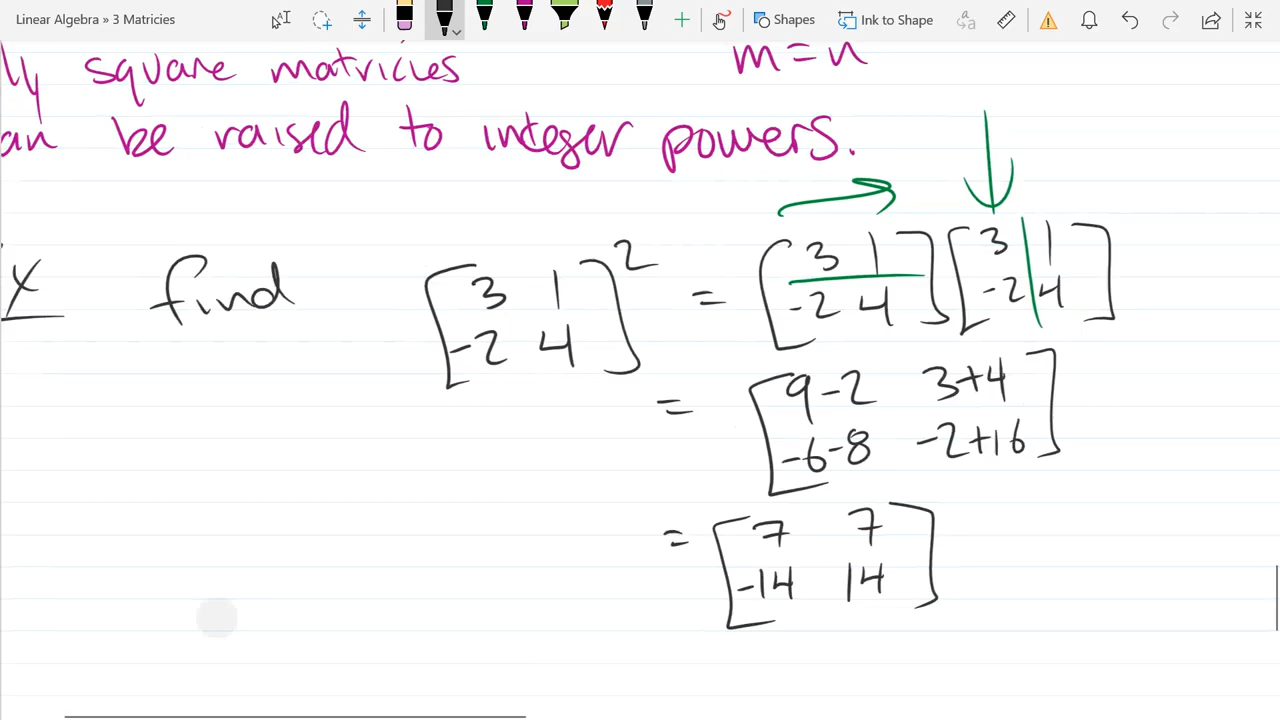 Linear Algebra » 3 Matricies
Shapes
Ink to Shape
ly square matricies
m=n
an be raised to integer powers.
X find [3 1 -2 4]² = [3 1 -2 4] [3 1 -2 4]
= [9-2 3+4
-6-8 -2+16]
= [7 7
-14 14]